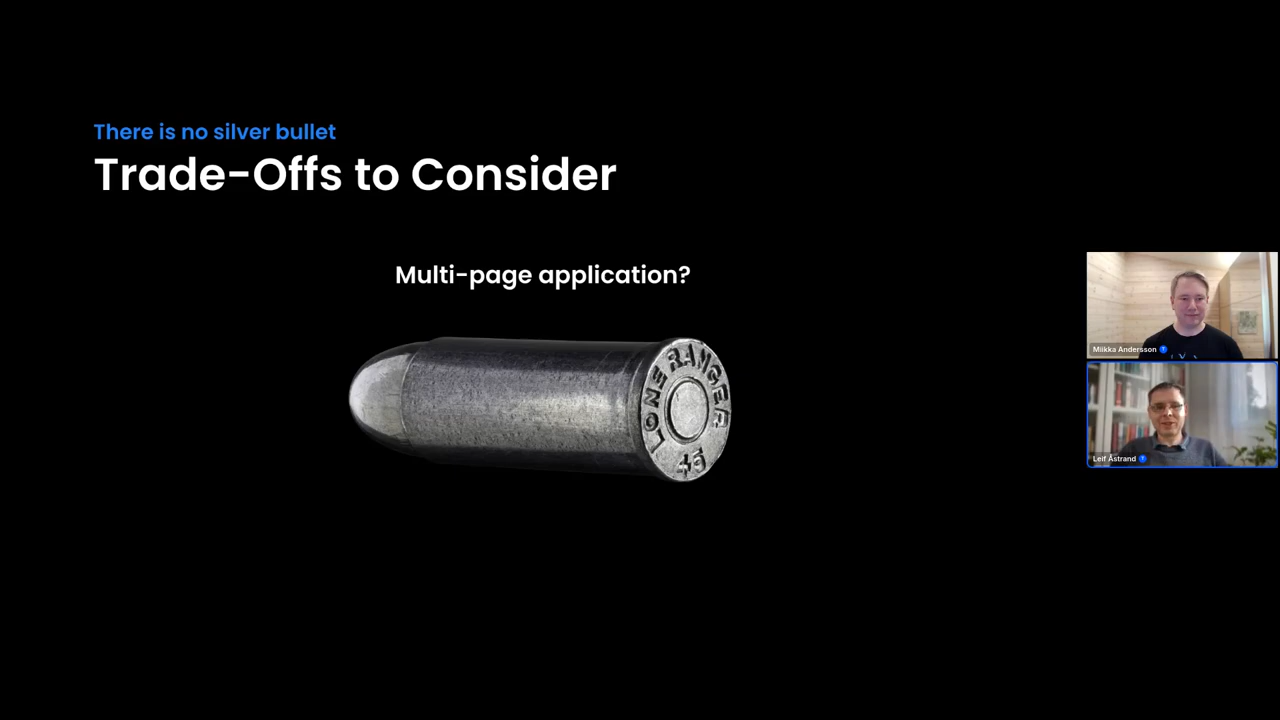 There is no silver bullet
Trade-Offs to Consider
Multi-page application?
LONE RANGER
45
Miikka Andersson
Leif Åstrand